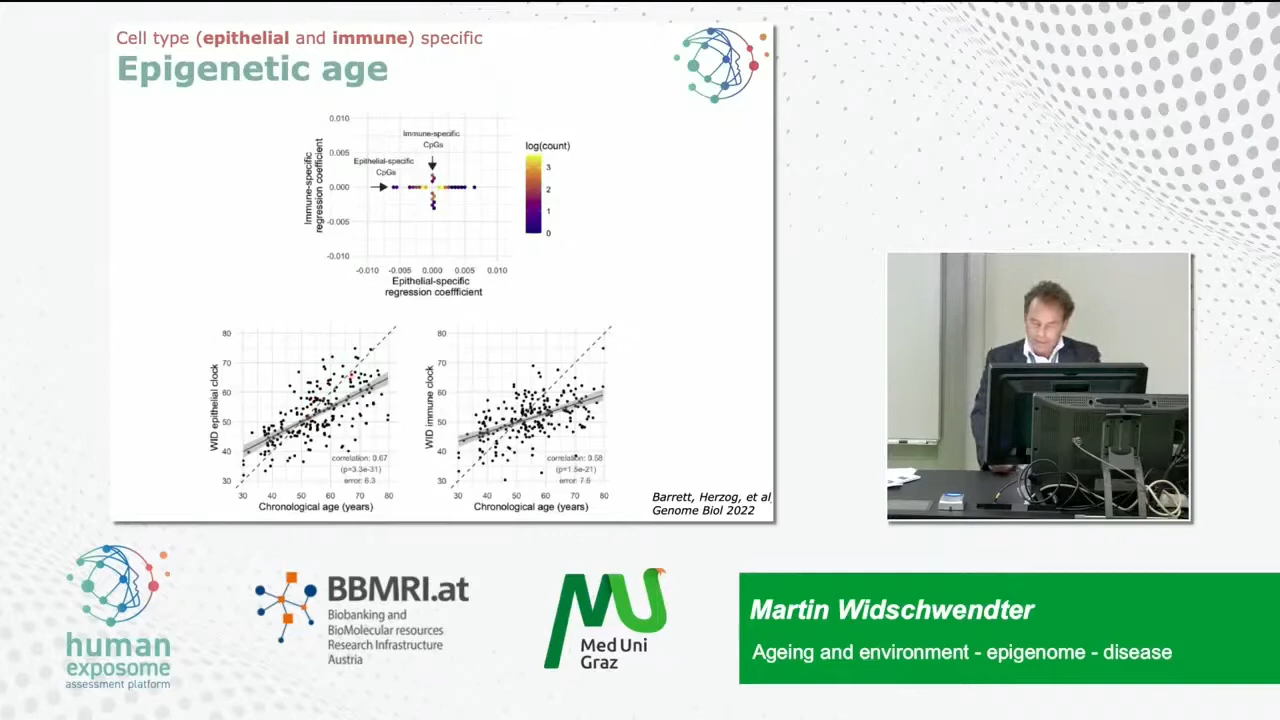 Cell type (epithelial and immune) specific
Epigenetic age
0.010
0.005
0.000
-0.005
-0.010
Immune-specific
regression coefficient
Immune-specific
CpGs
Epithelial-specific
CpGs
-0.010 -0.005 0.000 0.005 0.010
Epithelial-specific
regression coeffficient
log(count)
3
2
1
0
80
70
60
50
40
30
WID epithelial clock
correlation: 0.67
(p=3.3e-31)
error: 6.3
30 40 50 60 70 80
Chronological age (years)
80
70
60
50
40
30
WID immune clock
correlation: 0.58
(p=1.5e-21)
error: 7.6
30 40 50 60 70 80
Chronological age (years)
Barrett, Herzog, et al,
Genome Biol 2022
human
exposome
assessment platform
BBMRI.at
Biobanking and
BioMolecular resources
Research Infrastructure
Austria
Med Uni
Graz
Martin Widschwendter
Ageing and environment - epigenome - disease